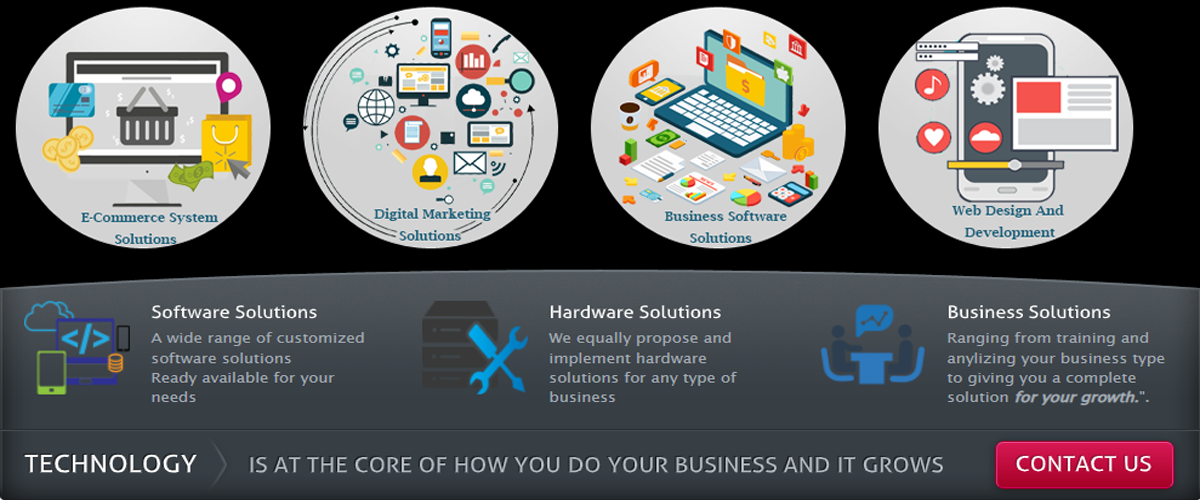 E-Commerce System
Solutions
Digital Marketing
Solutions
Business Software
Solutions
Web Design And
Development
Software Solutions
A wide range of customized
software solutions
Ready available for your
needs
Hardware Solutions
We equally propose and
implement hardware
solutions for any type of
business
Business Solutions
Ranging from training and
anylizing your business type
to giving you a complete
solution for your growth.".
TECHNOLOGY
IS AT THE CORE OF HOW YOU DO YOUR BUSINESS AND IT GROWS
CONTACT US